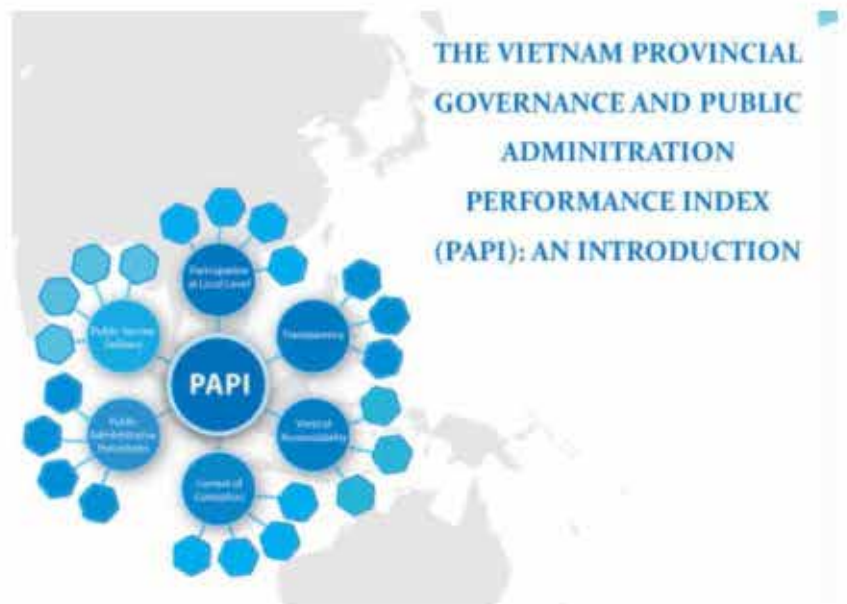 THE VIETNAM PROVINCIAL
GOVERNANCE AND PUBLIC
ADMINITRATION
PERFORMANCE INDEX
(PAPI): AN INTRODUCTION
Participation
at Local Level
Transparency
Vertical
Accountability
Control of
Corruption
Public
Administrative
Procedures
Public Service
Delivery
PAPI